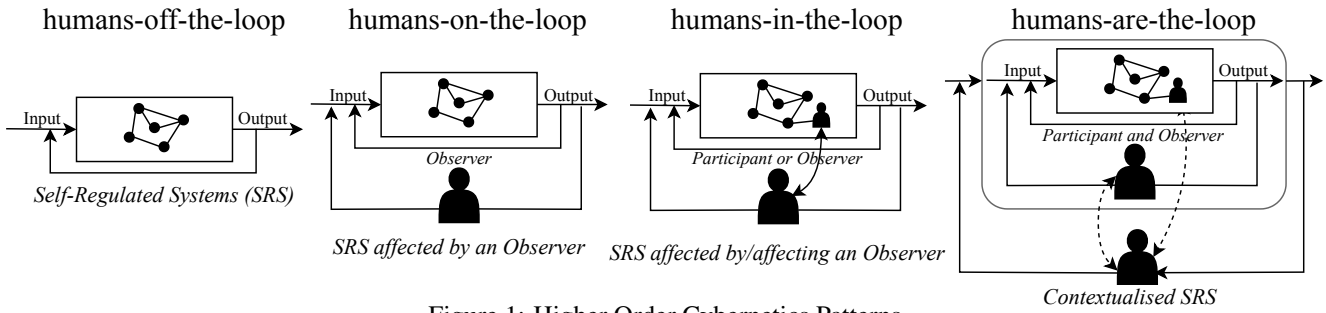 humans-off-the-loop
humans-on-the-loop
humans-in-the-loop
humans-are-the-loop
Input
Output
Self-Regulated Systems (SRS)
Input
Output
Observer
SRS affected by an Observer
Input
Output
Participant or Observer
SRS affected by/affecting an Observer
Input
Output
Participant and Observer
Contextualised SRS
Figure 1: Higher Order Cybernetics Patterns